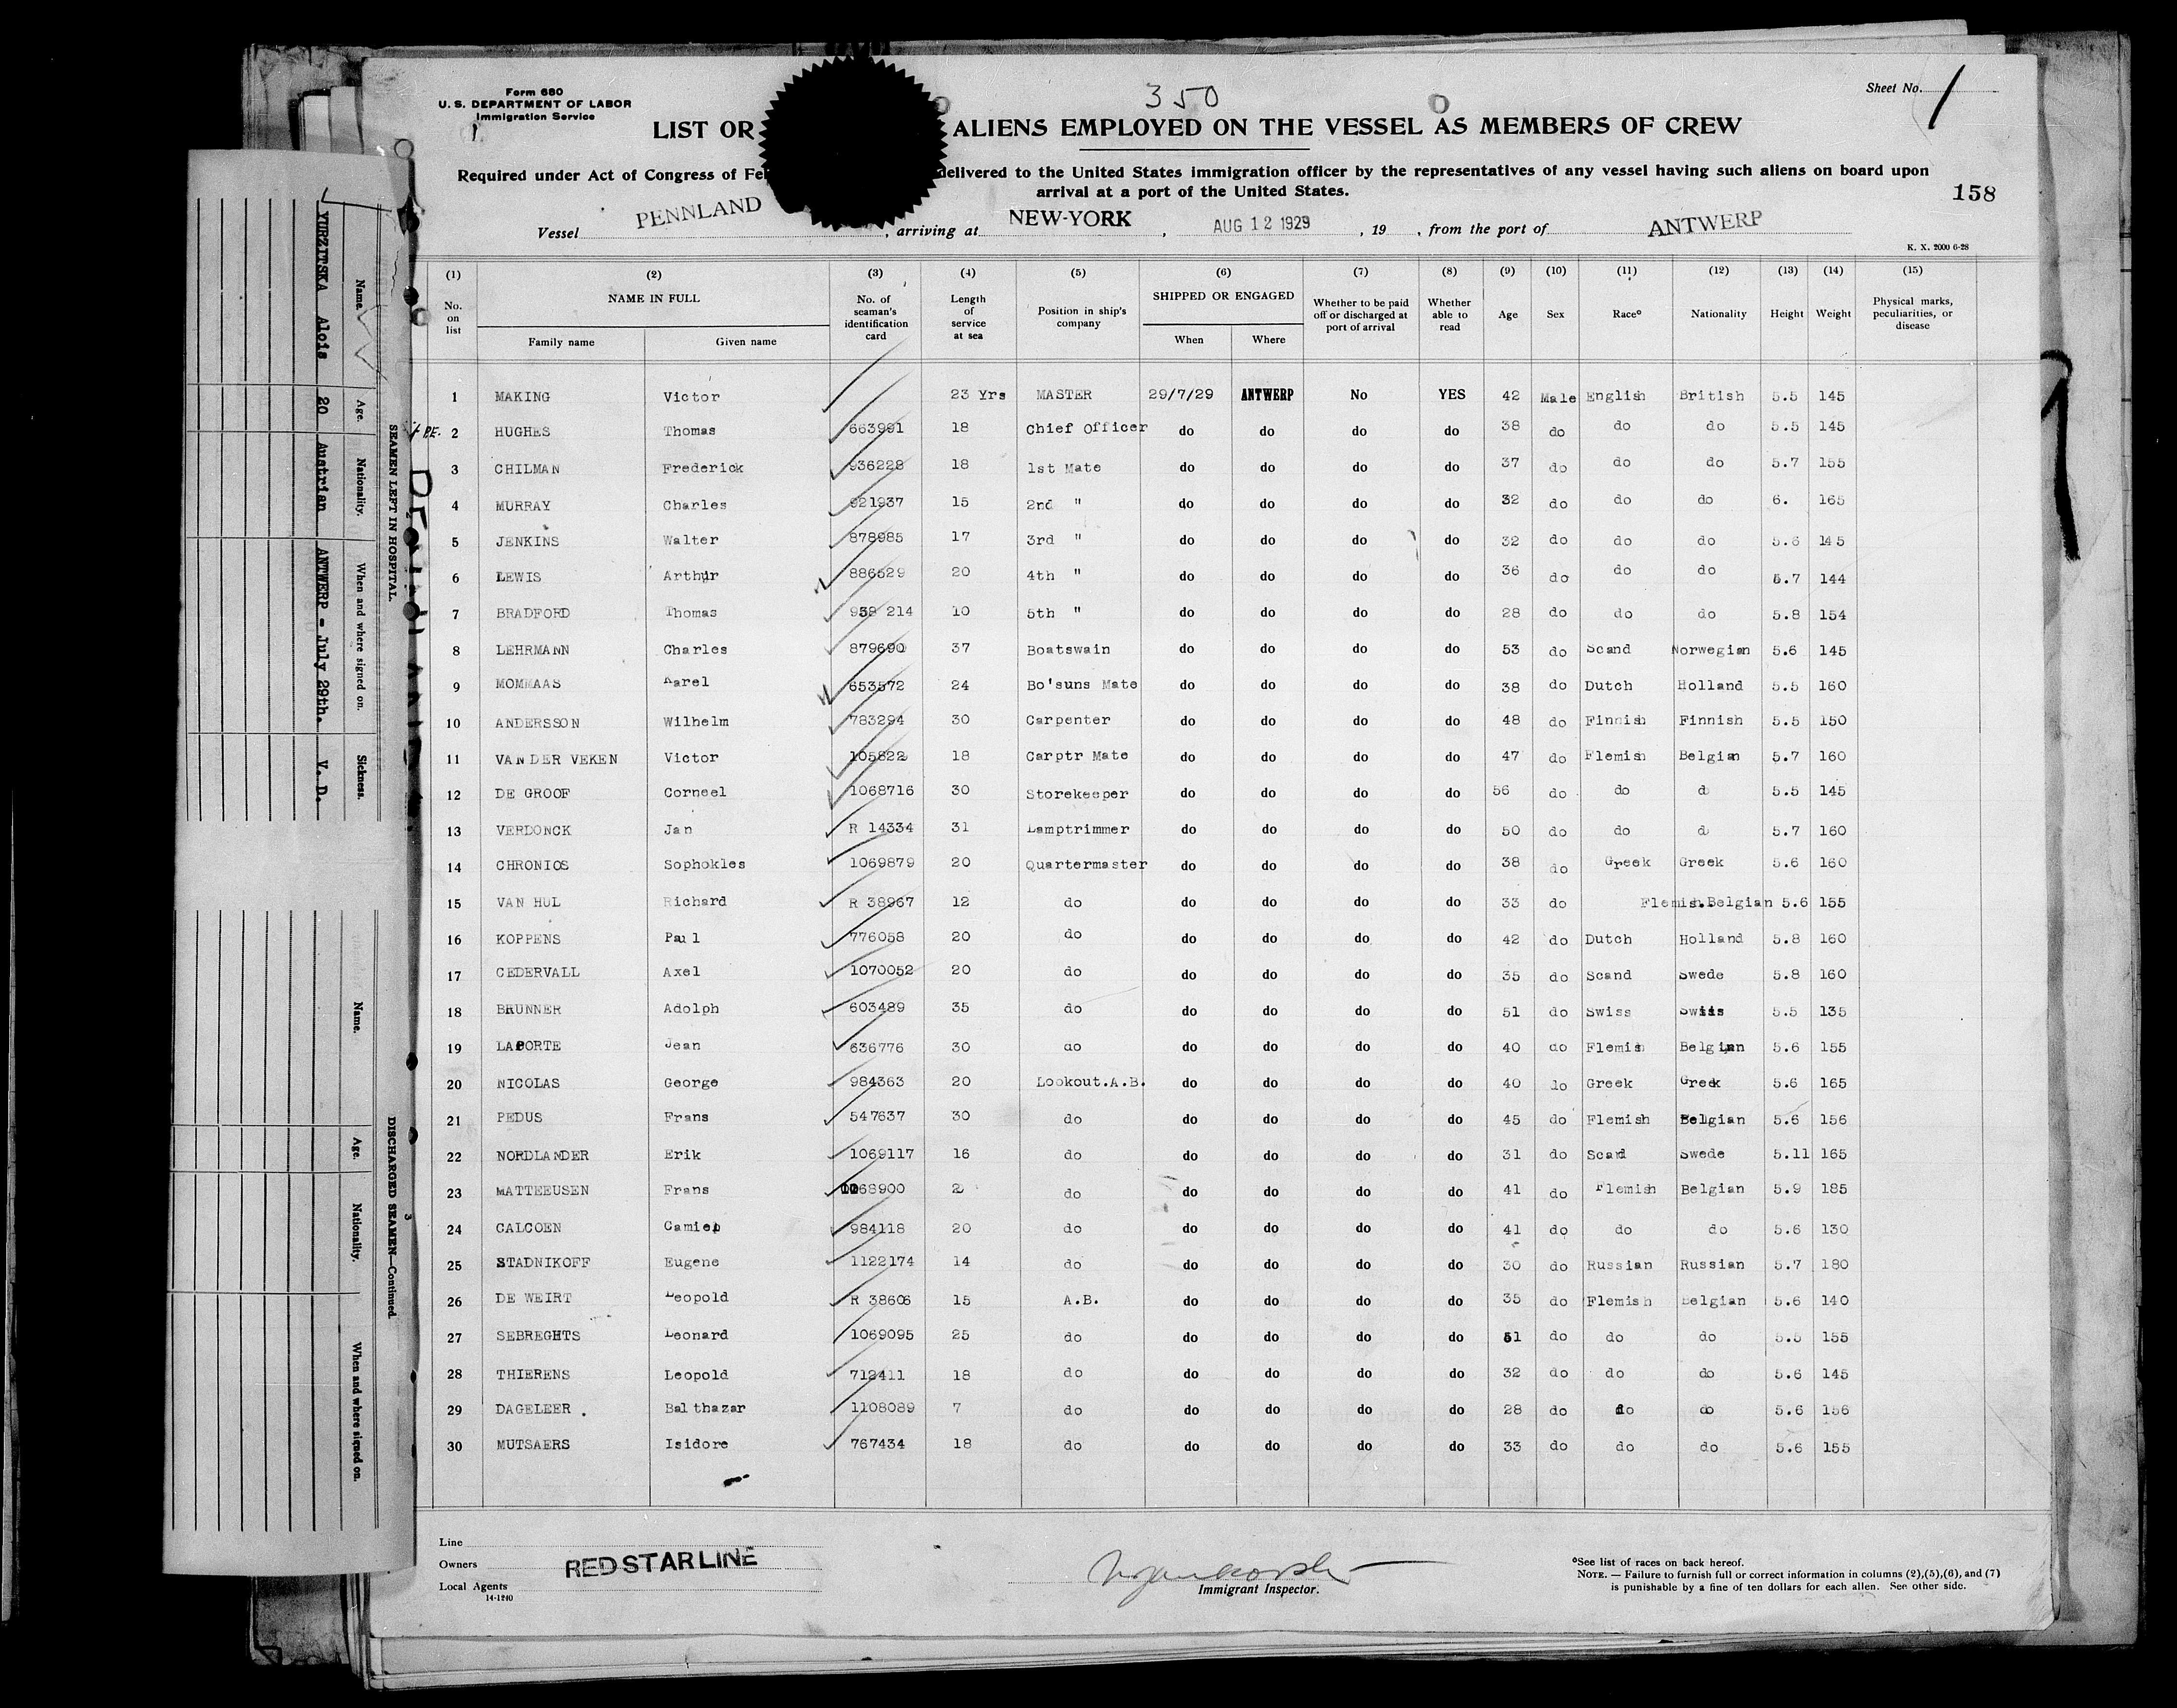 Form 680
U. S. DEPARTMENT OF LABOR
Immigration Service
350
Sheet No. 1
LIST OR ALIENS EMPLOYED ON THE VESSEL AS MEMBERS OF CREW
Required under Act of Congress of Fe delivered to the United States immigration officer by the representatives of any vessel having such aliens on board upon
arrival at a port of the United States.
158
Vessel PENNLAND, arriving at NEW-YORK, AUG 12 1929, 19 , from the port of ANTWERP
K. X. 2000 6-28
(1) (2) (3) (4) (5) (6) (7) (8) (9) (10) (11) (12) (13) (14) (15)
No. on list NAME IN FULL Family name Given name No. of seaman's identification card Length of service at sea Position in ship's company SHIPPED OR ENGAGED When Where Whether to be paid off or discharged at port of arrival Whether able to read Age Sex Race° Nationality Height Weight Physical marks, peculiarities, or disease
1 MAKING Victor 23 Yrs MASTER 29/7/29 ANTWERP No YES 42 Male English British 5.5 145
2 HUGHES Thomas 663991 18 Chief Officer do do do do 38 do do do 5.5 145
3 CHILMAN Frederick 936228 18 1st Mate do do do do 37 do do do 5.7 155
4 MURRAY Charles 921937 15 2nd " do do do do 32 do do do 6. 165
5 JENKINS Walter 878985 17 3rd " do do do do 32 do do do 5.6 145
6 LEWIS Arthur 886529 20 4th " do do do do 36 do do do 5.7 144
7 BRADFORD Thomas 938 214 10 5th " do do do do 28 do do do 5.8 154
8 LEHRMANN Charles 879690 37 Boatswain do do do do 53 do Scand Norwegian 5.6 145
9 MOMMAAS Karel 653572 24 Bo'suns Mate do do do do 38 do Dutch Holland 5.5 160
10 ANDERSSON Wilhelm 783294 30 Carpenter do do do do 48 do Finnish Finnish 5.5 150
11 VAN DER VEKEN Victor 105822 18 Carptr Mate do do do do 47 do Flemish Belgian 5.7 160
12 DE GROOF Corneel 1068716 30 Storekeeper do do do do 56 do do d 5.5 145
13 VERDONCK Jan R 14334 31 Lamptrimmer do do do do 50 do do d 5.7 160
14 CHRONIOS Sophokles 1069879 20 Quartermaster do do do do 38 do Greek Greek 5.6 160
15 VAN HUL Richard R 38967 12 do do do do do 33 do Flemish.Belgian 5.6 155
16 KOPPENS Paul 776058 20 do do do do do 42 do Dutch Holland 5.8 160
17 CEDERVALL Axel 1070052 20 do do do do do 35 do Scand Swede 5.8 160
18 BRUNNER Adolph 603489 35 do do do do do 51 do Swiss Swiss 5.5 135
19 LAPORTE Jean 636776 30 do do do do do 40 do Flemish Belgian 5.6 155
20 NICOLAS George 984363 20 Lookout.A.B. do do do do 40 do Greek Greek 5.6 165
21 PEDUS Frans 547637 30 do do do do do 45 do Flemish Belgian 5.6 156
22 NORDLANDER Erik 1069117 16 do do do do do 31 do Scand Swede 5.11 165
23 MATTEEUSEN Frans 1068900 2 do do do do do 41 do Flemish Belgian 5.9 185
24 CALCOEN Camiel 984118 20 do do do do do 41 do do do 5.6 130
25 STADNIKOFF Eugene 1122174 14 do do do do do 30 do Russian Russian 5.7 180
26 DE WEIRT Leopold R 38606 15 A.B. do do do do 35 do Flemish Belgian 5.6 140
27 SEBREGHTS Leonard 1069095 25 do do do do do 51 do do do 5.5 155
28 THIERENS Leopold 712411 18 do do do do do 32 do do do 5.6 145
29 DAGELEER . Balthazar 1108089 7 do do do do do 28 do do do 5.6 156
30 MUTSAERS Isidore 767434 18 do do do do do 33 do do do 5.6 155
Line
Owners RED STAR LINE
Local Agents
14-1240
Immigrant Inspector.
°See list of races on back hereof.
NOTE. — Failure to furnish full or correct information in columns (2),(5),(6), and (7)
is punishable by a fine of ten dollars for each alien. See other side.
SEAMEN LEFT IN HOSPITAL.
Name. Age. Nationality. When and where signed on. Sickness.
Alois 20 Austrian ANTWERP - July 29th. V. D.
DISCHARGED SEAMEN—Continued
Name. Age. Nationality. When and where signed on.